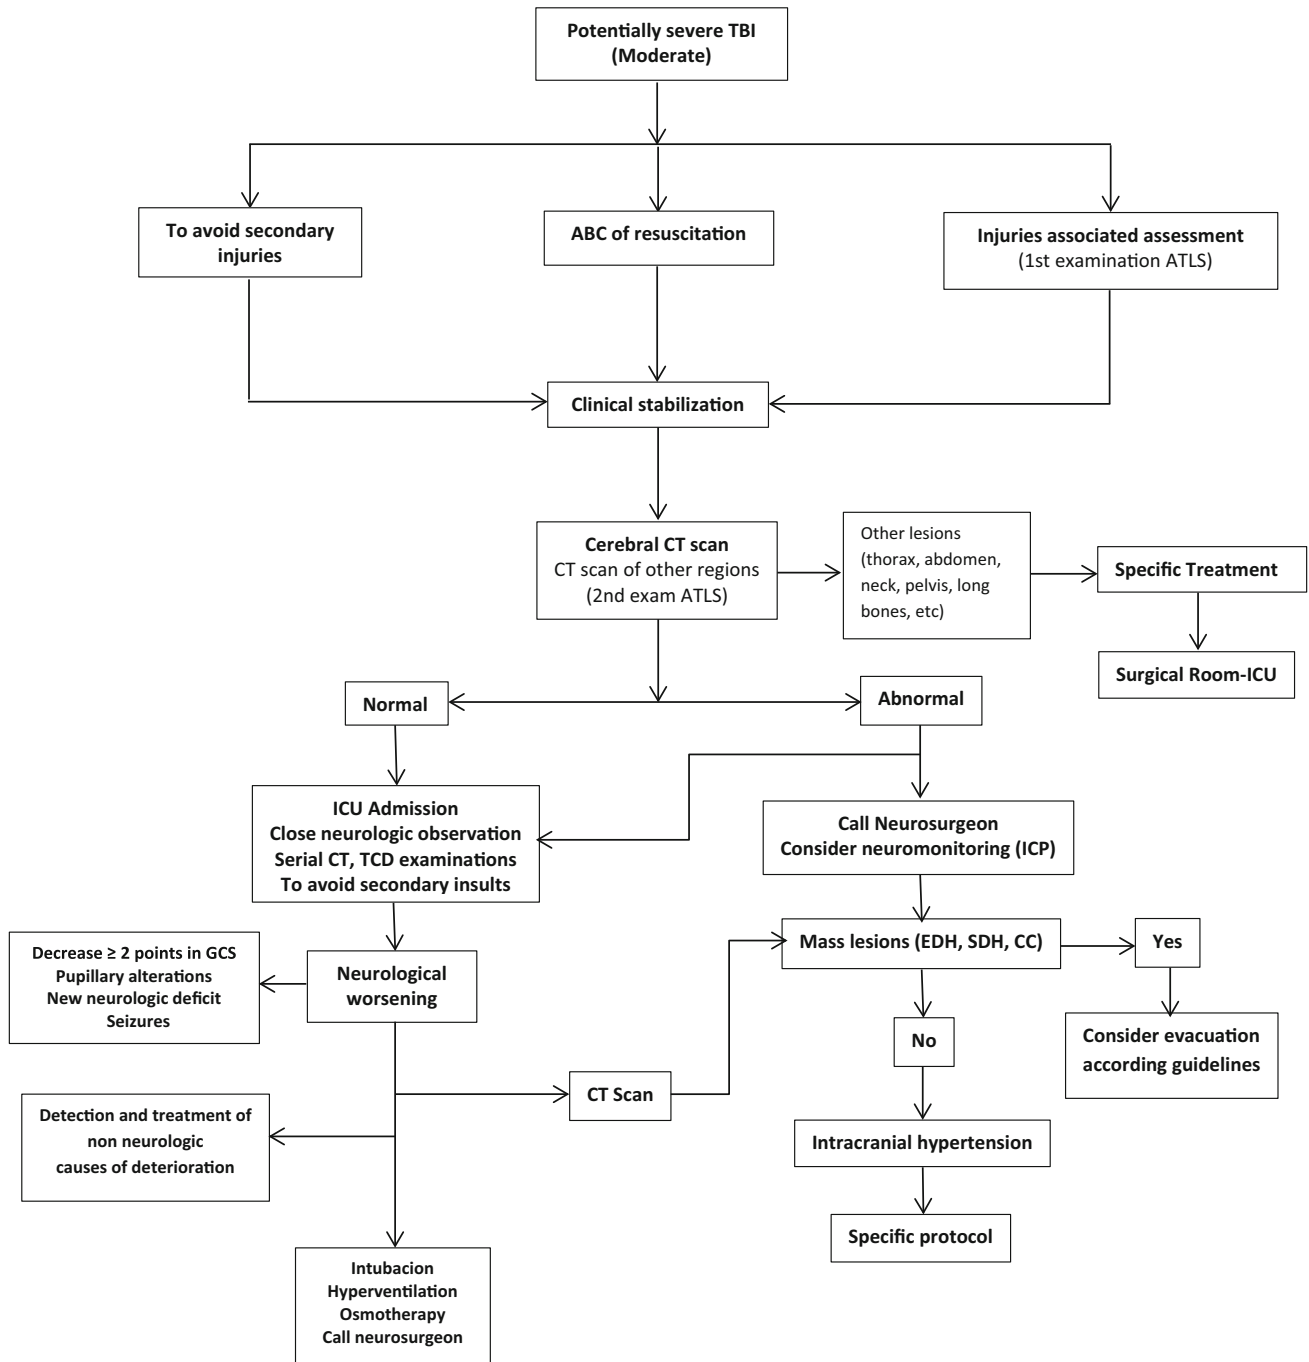 Potentially severe TBI
(Moderate)
To avoid secondary
injuries
ABC of resuscitation
Injuries associated assessment
(1st examination ATLS)
Clinical stabilization
Cerebral CT scan
CT scan of other regions
(2nd exam ATLS)
Other lesions
(thorax, abdomen,
neck, pelvis, long
bones, etc)
Specific Treatment
Surgical Room-ICU
Normal
Abnormal
ICU Admission
Close neurologic observation
Serial CT, TCD examinations
To avoid secondary insults
Call Neurosurgeon
Consider neuromonitoring (ICP)
Decrease ≥ 2 points in GCS
Pupillary alterations
New neurologic deficit
Seizures
Neurological
worsening
Mass lesions (EDH, SDH, CC)
Yes
Consider evacuation
according guidelines
No
CT Scan
Detection and treatment of
non neurologic
causes of deterioration
Intracranial hypertension
Specific protocol
Intubacion
Hyperventilation
Osmotherapy
Call neurosurgeon